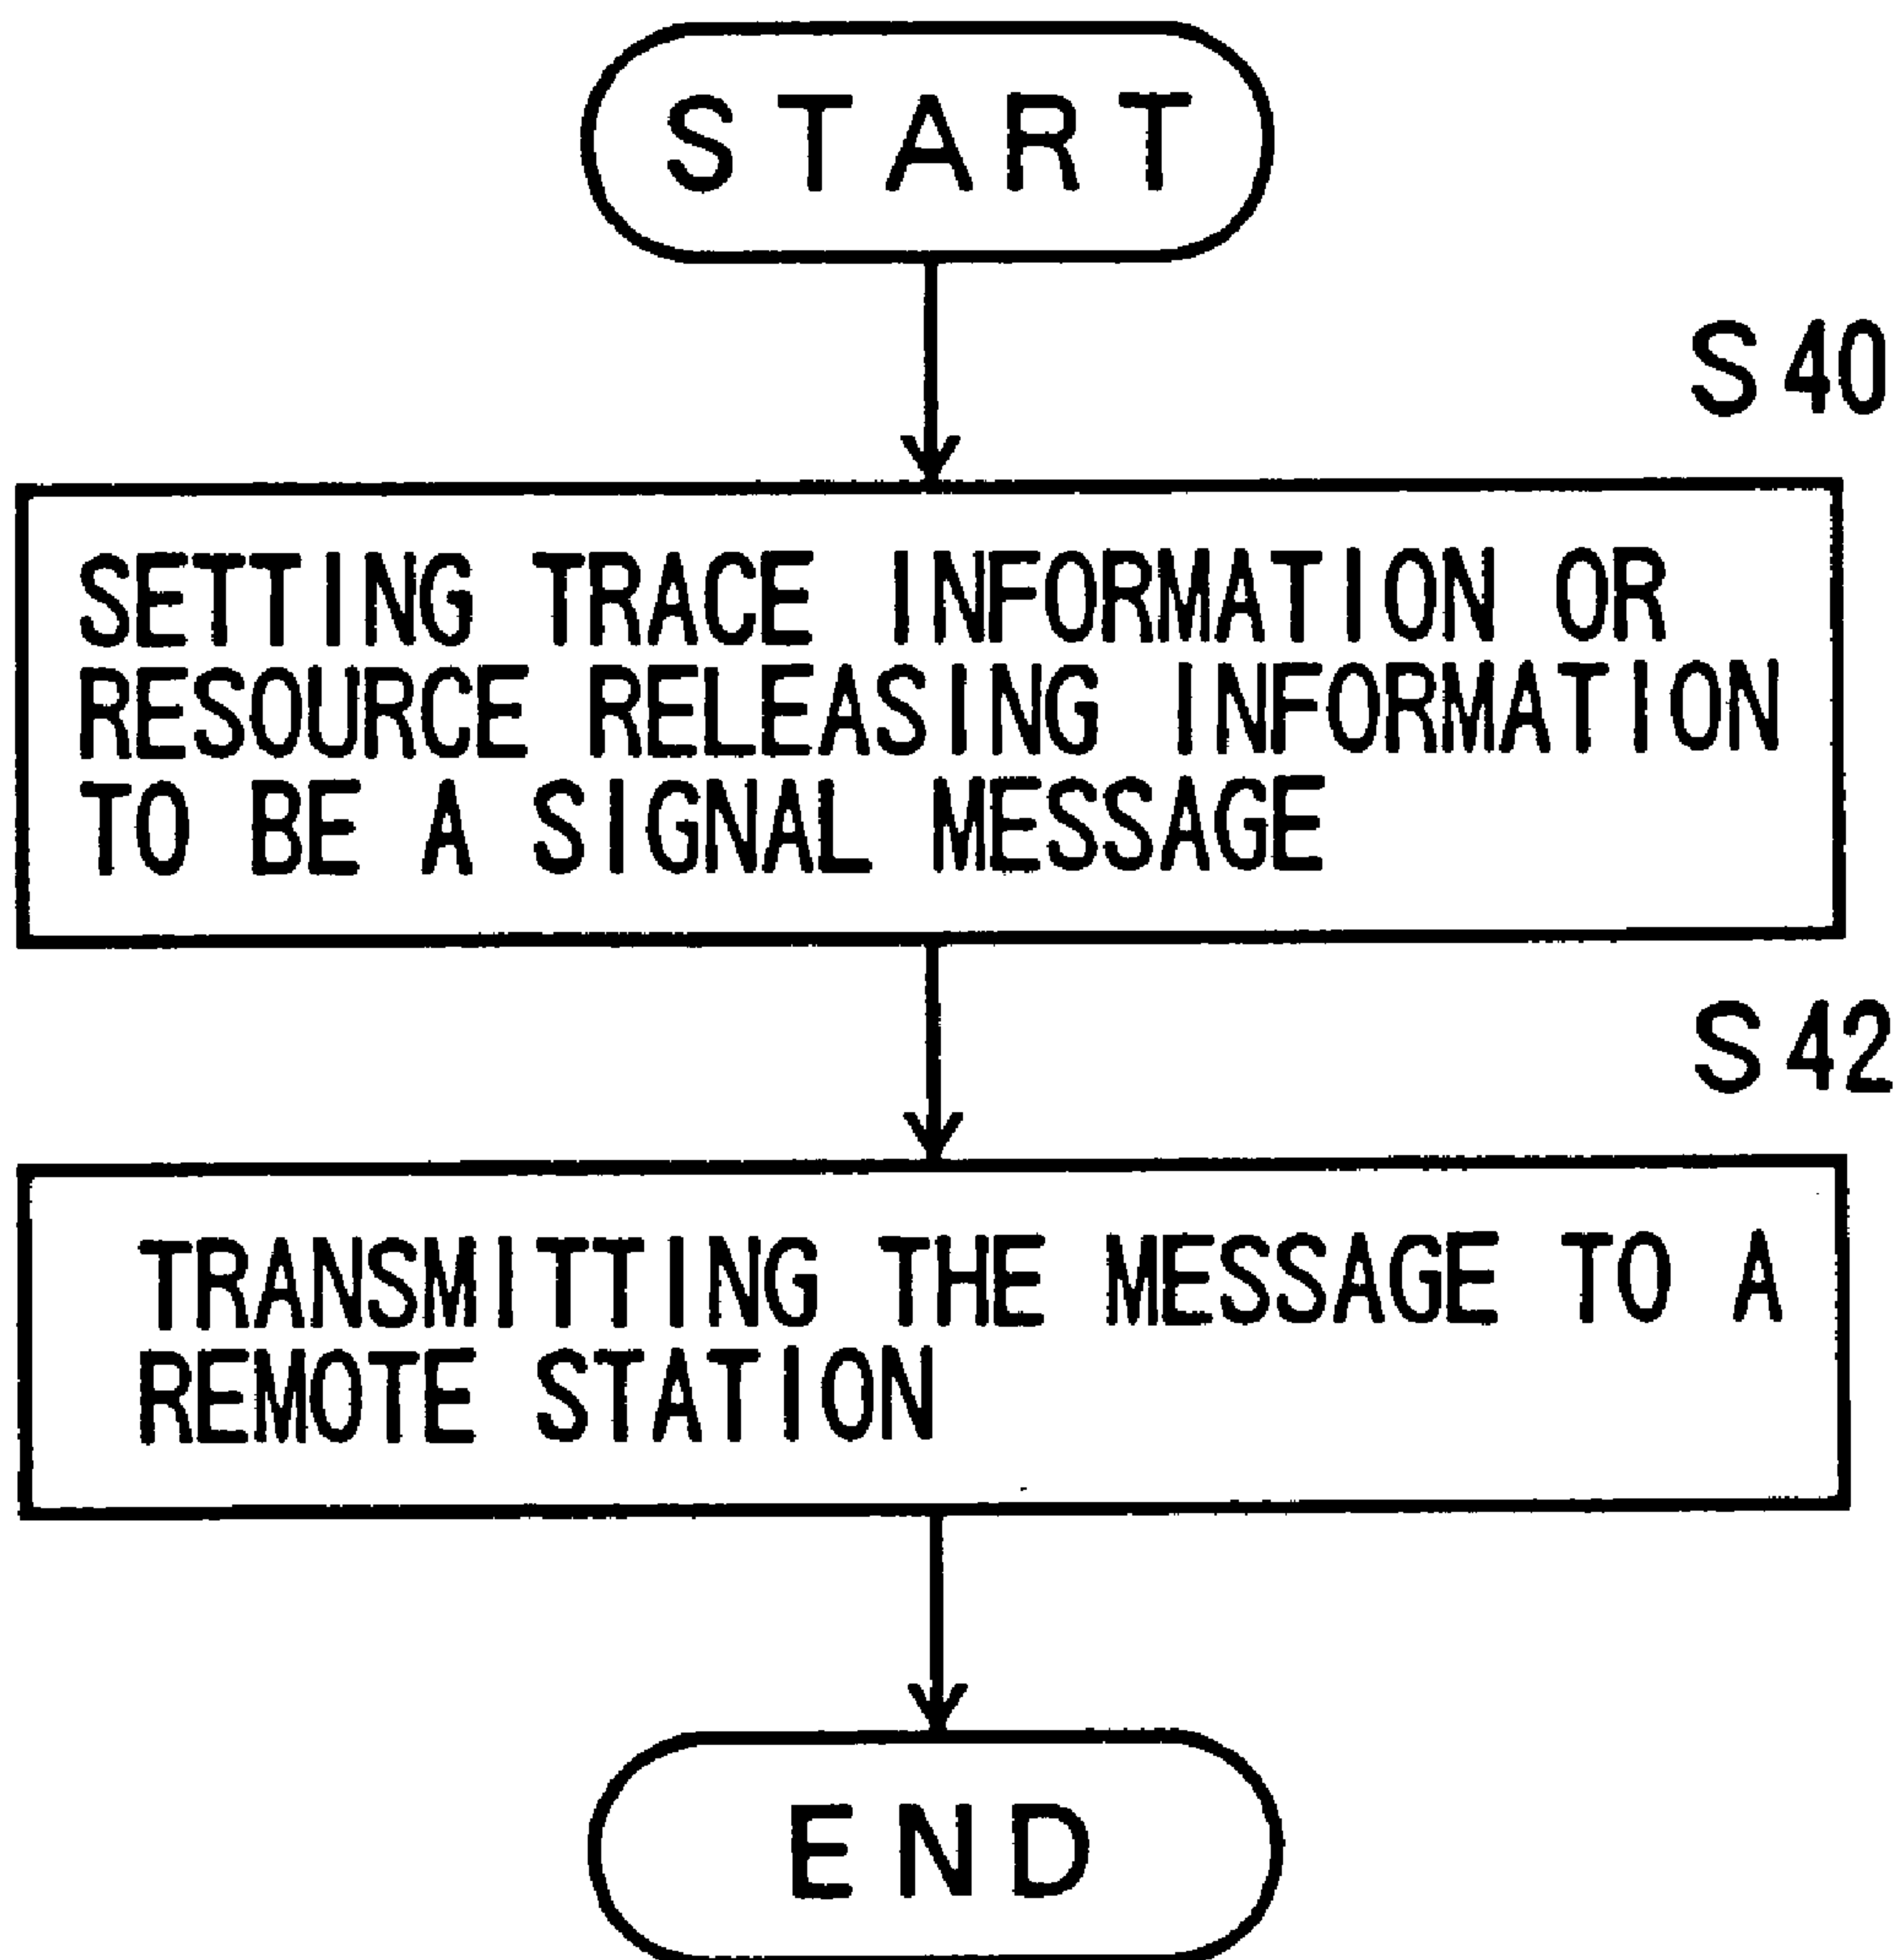 START
S40
SETTING TRACE INFORMATION OR
RESOURCE RELEASING INFORMATION
TO BE A SIGNAL MESSAGE
S42
TRANSMITTING THE MESSAGE TO A
REMOTE STATION
END